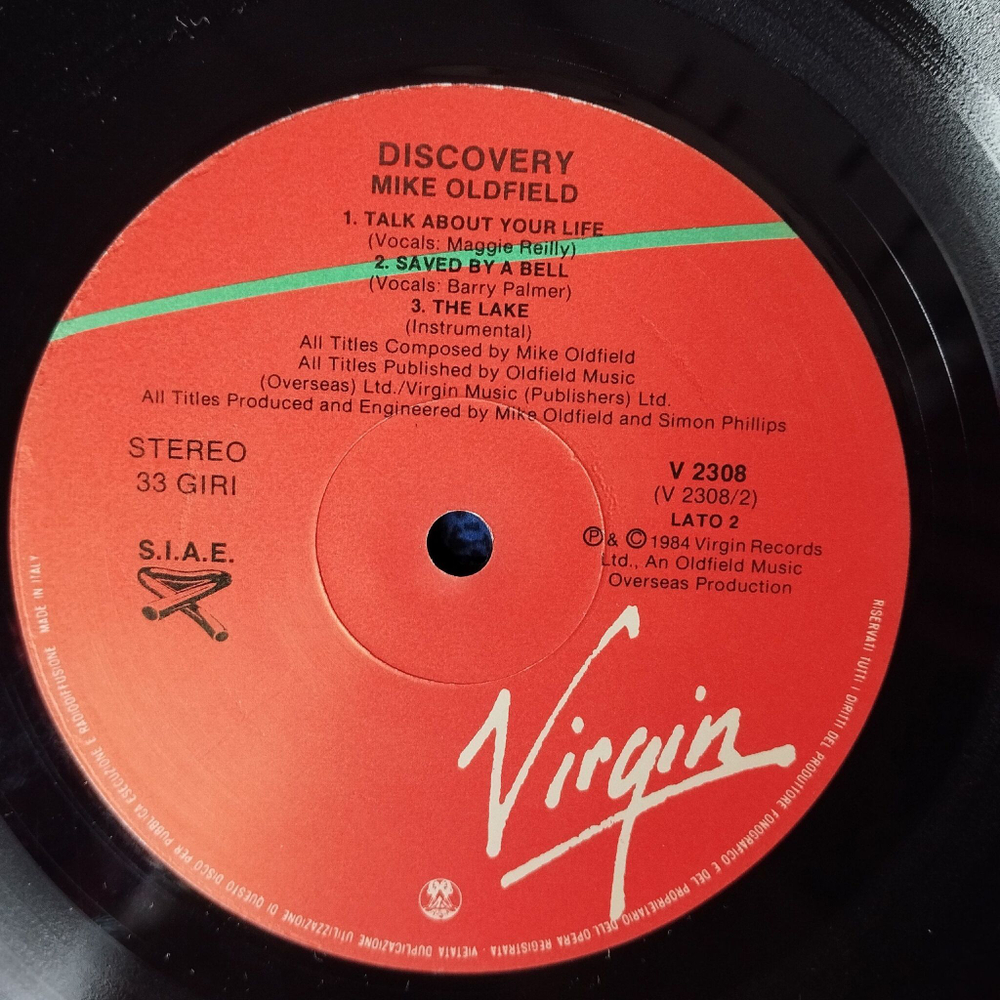 DISCOVERY
MIKE OLDFIELD
1. TALK ABOUT YOUR LIFE
(Vocals: Maggie Reilly)
2. SAVED BY A BELL
(Vocals: Barry Palmer)
3. THE LAKE
(Instrumental)
All Titles Composed by Mike Oldfield
All Titles Published by Oldfield Music
(Overseas) Ltd./Virgin Music (Publishers) Ltd.
All Titles Produced and Engineered by Mike Oldfield and Simon Phillips
STEREO
33 GIRI
S.I.A.E.
V 2308
(V 2308/2)
LATO 2
Ⓟ & © 1984 Virgin Records
Ltd., An Oldfield Music
Overseas Production
Virgin
RISERVATI TUTTI I DIRITTI DEL PRODUTTORE FONOGRAFICO E DEL PROPRIETARIO DELL'OPERA REGISTRATA · VIETATA DUPLICAZIONE UTILIZZAZIONE DI QUESTO DISCO PER PUBBLICA ESECUZIONE E RADIODIFFUSIONE MADE IN ITALY